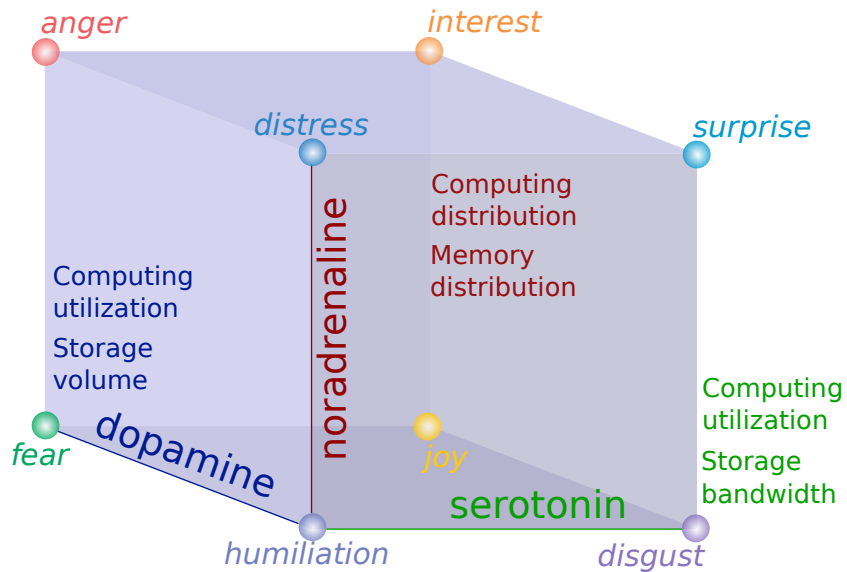 anger
interest
distress
surprise
Computing
distribution
Memory
distribution
noradrenaline
Computing
utilization
Storage
volume
Computing
utilization
Storage
bandwidth
dopamine
fear
joy
serotonin
humiliation
disgust